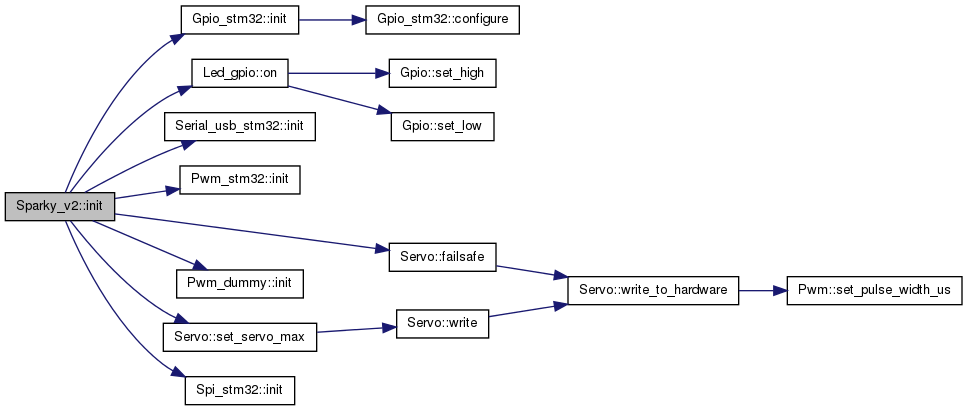 Gpio_stm32::init
Gpio_stm32::configure
Led_gpio::on
Gpio::set_high
Gpio::set_low
Serial_usb_stm32::init
Pwm_stm32::init
Sparky_v2::init
Servo::failsafe
Pwm_dummy::init
Servo::write_to_hardware
Pwm::set_pulse_width_us
Servo::set_servo_max
Servo::write
Spi_stm32::init